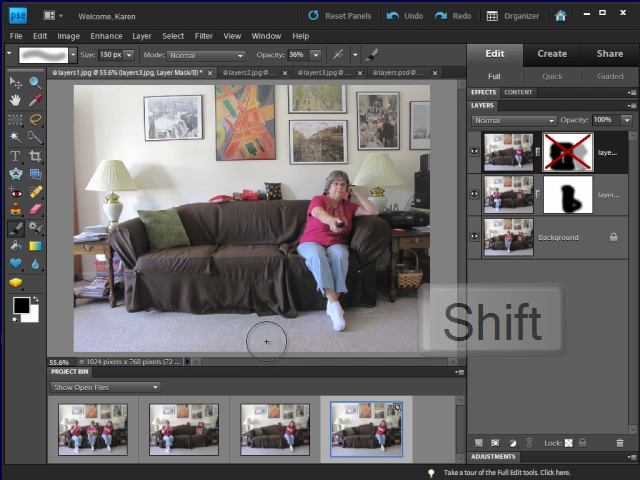 pse
Welcome, Karen
Reset Panels
Undo
Redo
Organizer
File Edit Image Enhance Layer Select Filter View Window Help
Size: 150 px
Mode: Normal
Opacity: 36%
Edit Create Share
layers1.jpg @ 55.6% (layers3.jpg, Layer Mask/8) *
layers2.jpg @ ...
layers3.jpg @ ...
layers.psd @ ...
Full Quick Guided
EFFECTS CONTENT
LAYERS
Normal
Opacity: 100%
laye...
layer...
Background
Shift
55.6%
1024 pixels x 768 pixels (72 ...
PROJECT BIN
Show Open Files
Lock:
ADJUSTMENTS
Take a tour of the Full Edit tools. Click here.